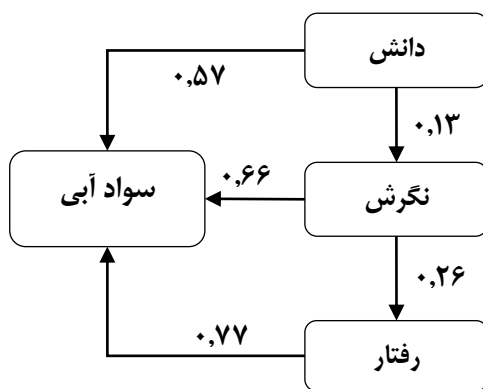 دانش
۰,۵۷
۰,۱۳
سواد آبی
۰,۶۶
نگرش
۰,۲۶
۰,۷۷
رفتار